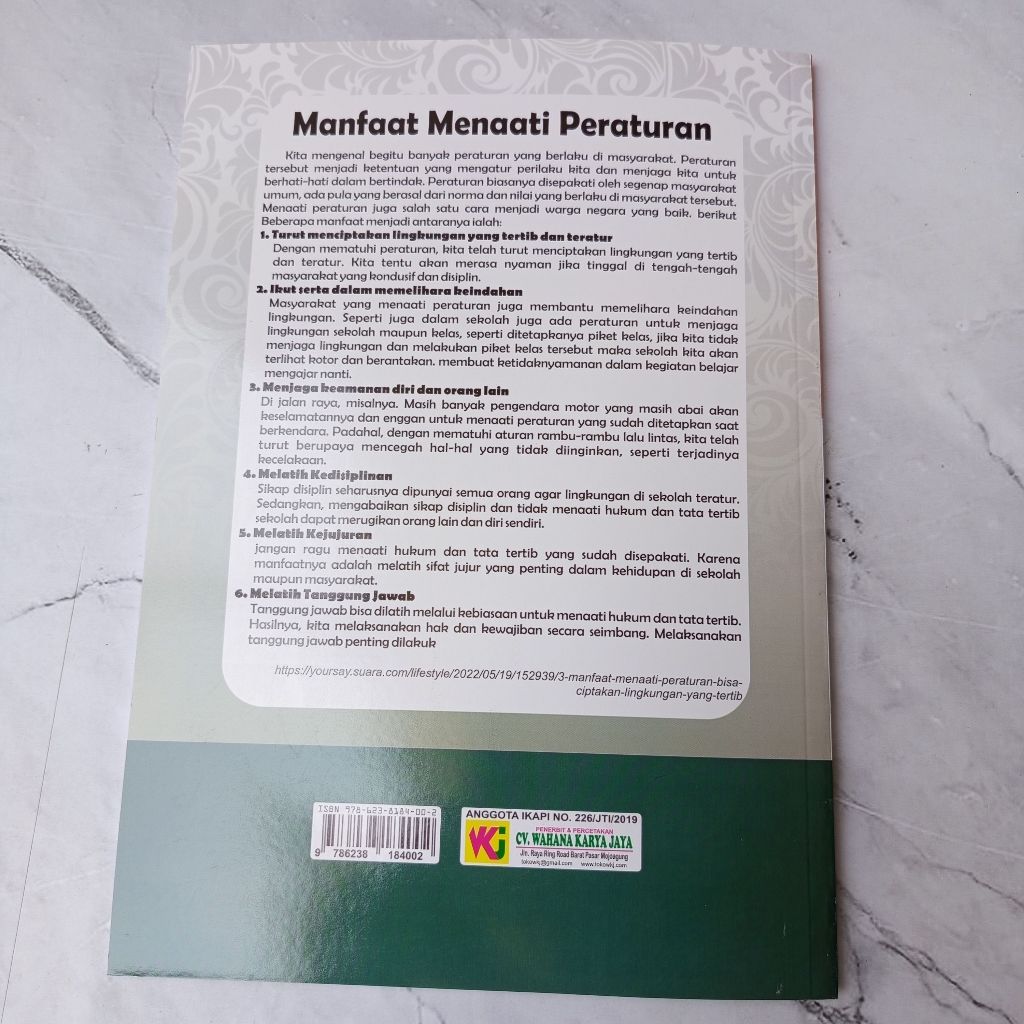 Manfaat Menaati Peraturan
Kita mengenal begitu banyak peraturan yang berlaku di masyarakat. Peraturan
tersebut menjadi ketentuan yang mengatur perilaku kita dan menjaga kita untuk
berhati-hati dalam bertindak. Peraturan biasanya disepakati oleh segenap masyarakat
umum, ada pula yang berasal dari norma dan nilai yang berlaku di masyarakat tersebut.
Menaati peraturan juga salah satu cara menjadi warga negara yang baik. berikut
Beberapa manfaat menjadi antaranya ialah:
1. Turut menciptakan lingkungan yang tertib dan teratur
Dengan mematuhi peraturan, kita telah turut menciptakan lingkungan yang tertib
dan teratur. Kita tentu akan merasa nyaman jika tinggal di tengah-tengah
masyarakat yang kondusif dan disiplin.
2. Ikut serta dalam memelihara keindahan
Masyarakat yang menaati peraturan juga membantu memelihara keindahan
lingkungan. Seperti juga dalam sekolah juga ada peraturan untuk menjaga
lingkungan sekolah maupun kelas, seperti ditetapkanya piket kelas, jika kita tidak
menjaga lingkungan dan melakukan piket kelas tersebut maka sekolah kita akan
terlihat kotor dan berantakan. membuat ketidaknyamanan dalam kegiatan belajar
mengajar nanti.
3. Menjaga keamanan diri dan orang lain
Di jalan raya, misalnya. Masih banyak pengendara motor yang masih abai akan
keselamatannya dan enggan untuk menaati peraturan yang sudah ditetapkan saat
berkendara. Padahal, dengan mematuhi aturan rambu-rambu lalu lintas, kita telah
turut berupaya mencegah hal-hal yang tidak diinginkan, seperti terjadinya
kecelakaan.
4. Melatih Kedisiplinan
Sikap disiplin seharusnya dipunyai semua orang agar lingkungan di sekolah teratur.
Sedangkan, mengabaikan sikap disiplin dan tidak menaati hukum dan tata tertib
sekolah dapat merugikan orang lain dan diri sendiri.
5. Melatih Kejujuran
jangan ragu menaati hukum dan tata tertib yang sudah disepakati. Karena
manfaatnya adalah melatih sifat jujur yang penting dalam kehidupan di sekolah
maupun masyarakat.
6. Melatih Tanggung Jawab
Tanggung jawab bisa dilatih melalui kebiasaan untuk menaati hukum dan tata tertib.
Hasilnya, kita melaksanakan hak dan kewajiban secara seimbang. Melaksanakan
tanggung jawab penting dilakuk
https://yoursay.suara.com/lifestyle/2022/05/19/152939/3-manfaat-menaati-peraturan-bisa-
ciptakan-lingkungan-yang-tertib
ISBN 978-623-8184-00-2
9 786238 184002
ANGGOTA IKAPI NO. 226/JTI/2019
WKJ
PENERBIT & PERCETAKAN
CV. WAHANA KARYA JAYA
Jln. Raya Ring Road Barat Pasar Mojoagung
tokowkj@gmail.com www.tokowkj.com